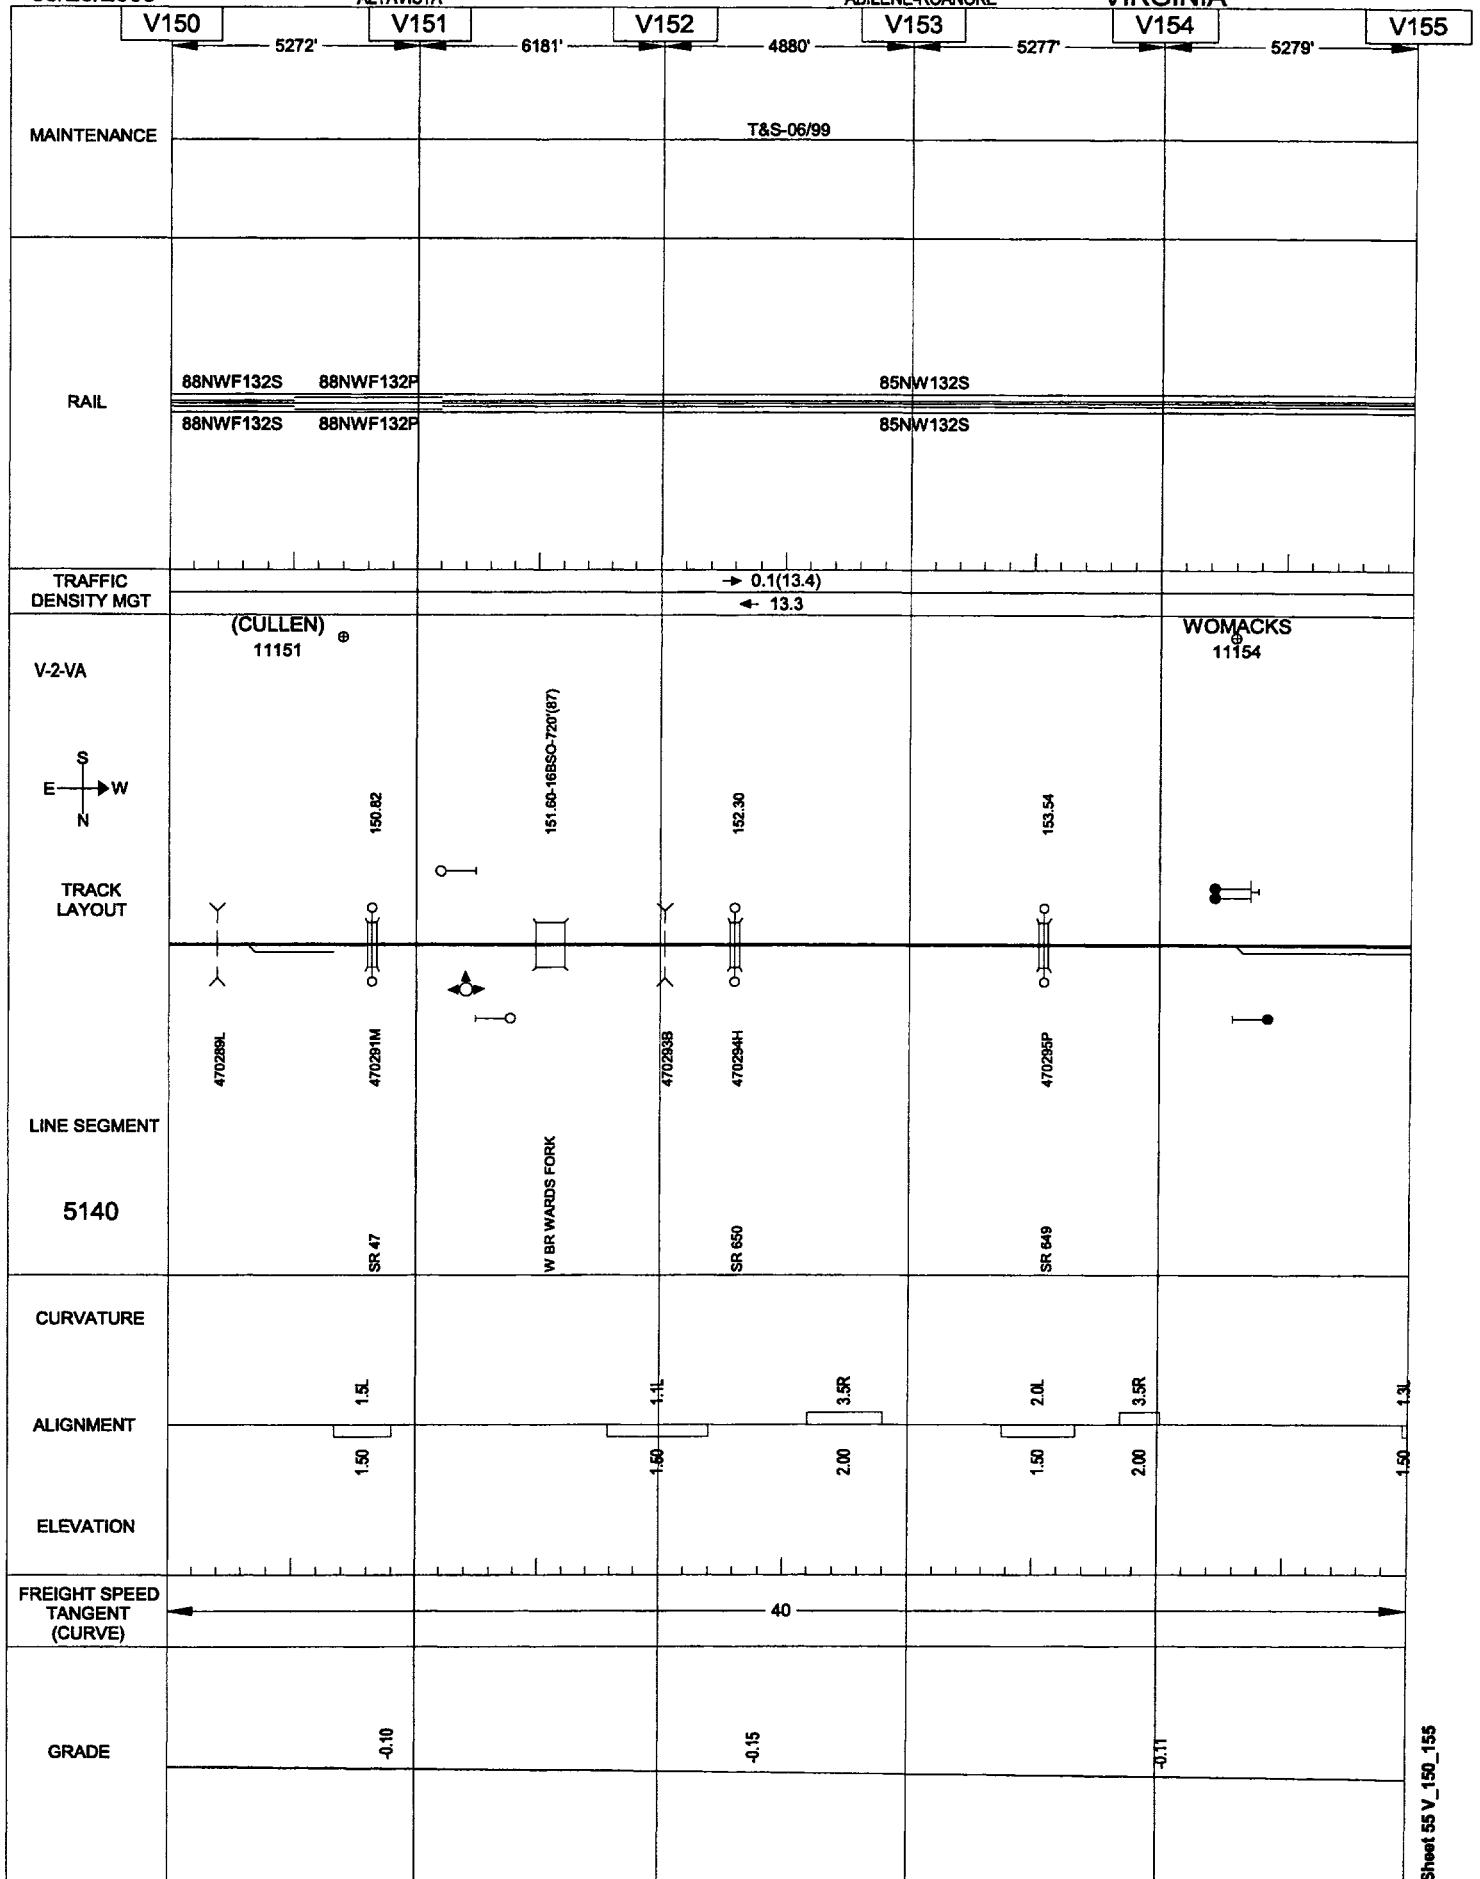 VIRGINIA
V150 V151 V152 V153 V154 V155
5272' 6181' 4880' 5277' 5279'
MAINTENANCE
T&S-06/99
88NWF132S 88NWF132P 85NW132S
RAIL
88NWF132S 88NWF132P 85NW132S
TRAFFIC
DENSITY MGT
0.1(13.4)
13.3
(CULLEN)
11151
WOMACKS
11154
V-2-VA
S
E W
N
150.82
151.60-16BSO-720'(87)
152.30
153.54
TRACK
LAYOUT
470289L
470291M
470293B
470294H
470295P
LINE SEGMENT
5140
SR 47
W BR WARDS FORK
SR 650
SR 649
CURVATURE
1.5L 1.1L 3.5R 2.0L 3.5R 1.3L
ALIGNMENT
1.50 1.50 2.00 1.50 2.00 1.50
ELEVATION
FREIGHT SPEED
TANGENT
(CURVE)
40
GRADE
-0.10 -0.15 -0.11
Sheet 55 V_150_155